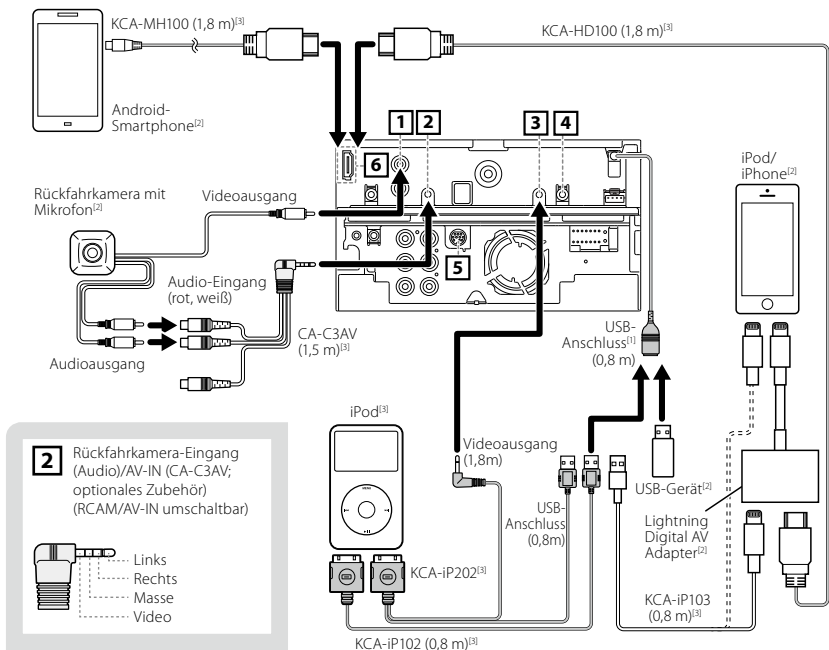 KCA-MH100 (1,8 m)[3]
KCA-HD100 (1,8 m)[3]
Android-
Smartphone[2]
1
2
3
4
6
5
iPod/
iPhone[2]
Rückfahrkamera mit
Mikrofon[2]
Videoausgang
Audio-Eingang
(rot, weiß)
CA-C3AV
(1,5 m)[3]
Audioausgang
USB-
Anschluss[1]
(0,8 m)
iPod[3]
MENU
Videoausgang
(1,8m)
USB-
Anschluss
(0,8m)
USB-Gerät[2]
Lightning
Digital AV
Adapter[2]
KCA-iP202[3]
KCA-iP103
(0,8 m)[3]
KCA-iP102 (0,8 m)[3]
2
Rückfahrkamera-Eingang
(Audio)/AV-IN (CA-C3AV;
optionales Zubehör)
(RCAM/AV-IN umschaltbar)
Links
Rechts
Masse
Video